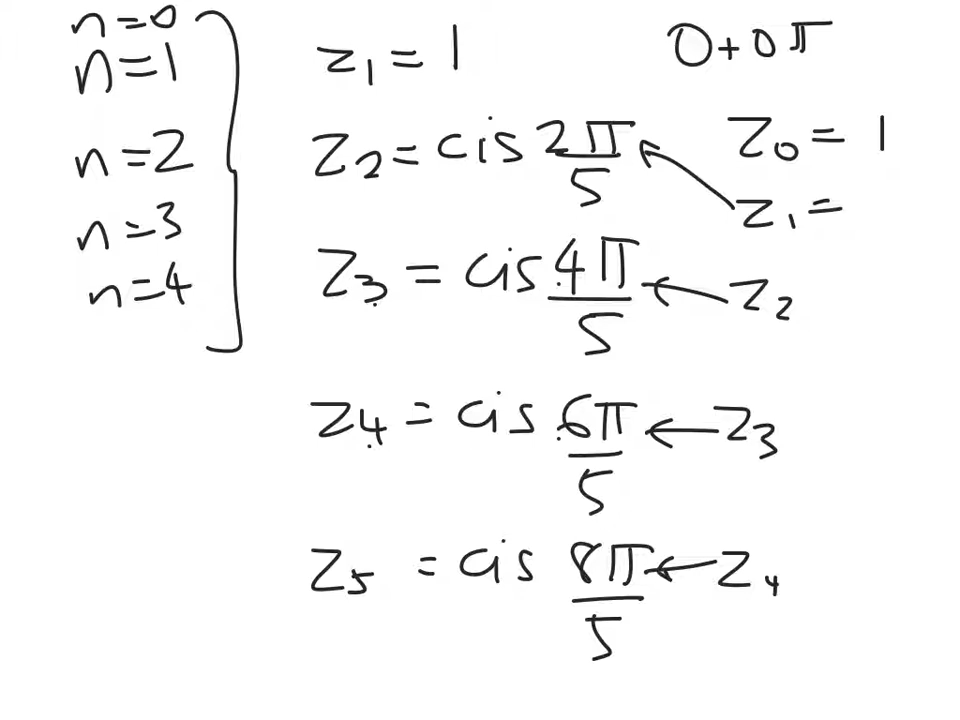 n=0
n=1
n=2
n=3
n=4
z₁ = 1
z₂ = cis 2π/5
z₃ = cis 4π/5
z₄ = cis 6π/5
z₅ = cis 8π/5
0+0π
z₀ = 1
z₁ =
z₂
z₃
z₄